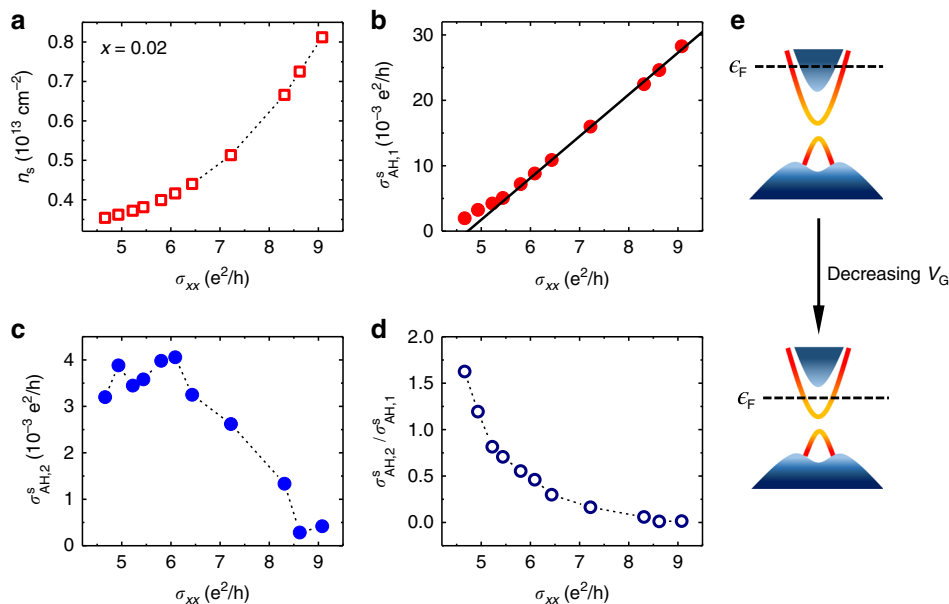 a
x = 0.02
0.8
0.7
0.6
0.5
0.4
n_s (10^13 cm^−2)
5 6 7 8 9
σ_xx (e^2/h)
b
30
20
10
0
σ^s_AH,1 (10^−3 e^2/h)
5 6 7 8 9
σ_xx (e^2/h)
c
4
3
2
1
0
σ^s_AH,2 (10^−3 e^2/h)
5 6 7 8 9
σ_xx (e^2/h)
d
2.0
1.5
1.0
0.5
0.0
σ^s_AH,2 / σ^s_AH,1
5 6 7 8 9
σ_xx (e^2/h)
e
ϵ_F
Decreasing V_G
ϵ_F